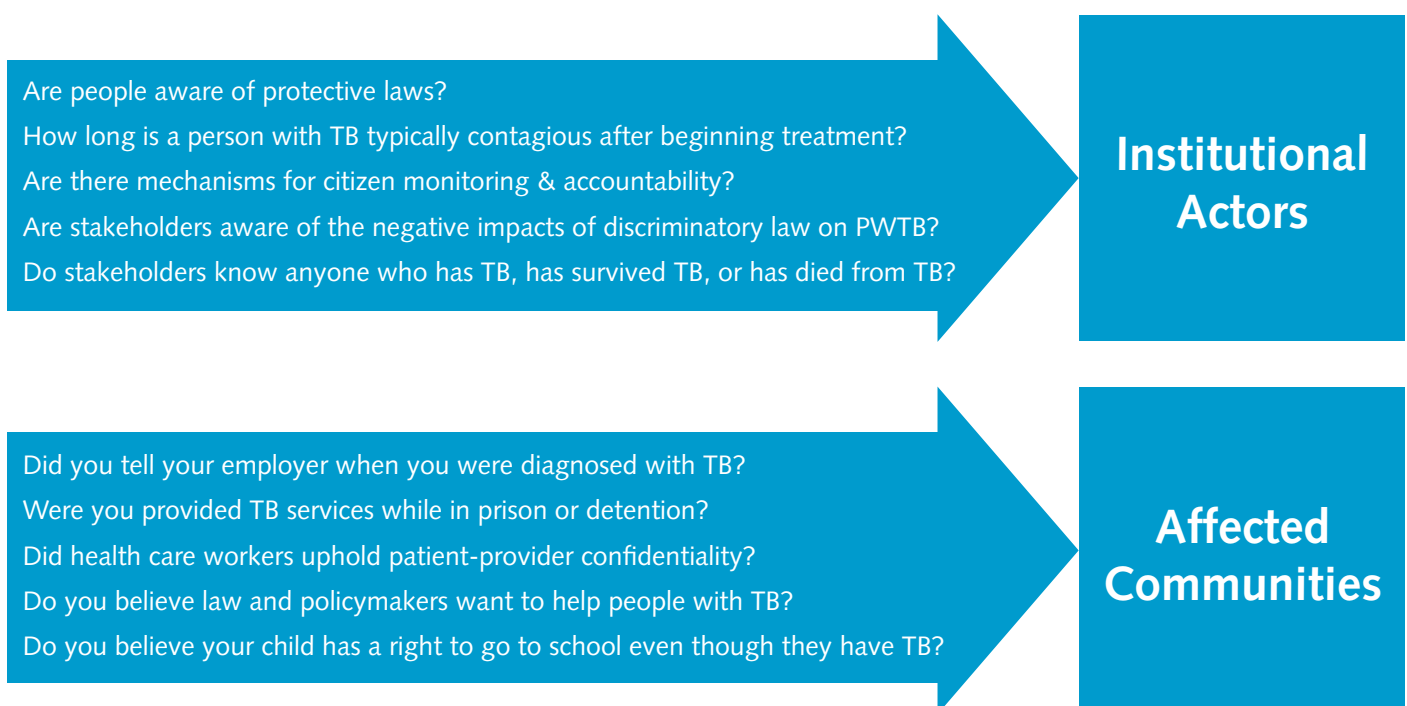 Are people aware of protective laws?
How long is a person with TB typically contagious after beginning treatment?
Are there mechanisms for citizen monitoring & accountability?
Are stakeholders aware of the negative impacts of discriminatory law on PWTB?
Do stakeholders know anyone who has TB, has survived TB, or has died from TB?
Institutional
Actors
Did you tell your employer when you were diagnosed with TB?
Were you provided TB services while in prison or detention?
Did health care workers uphold patient-provider confidentiality?
Do you believe law and policymakers want to help people with TB?
Do you believe your child has a right to go to school even though they have TB?
Affected
Communities